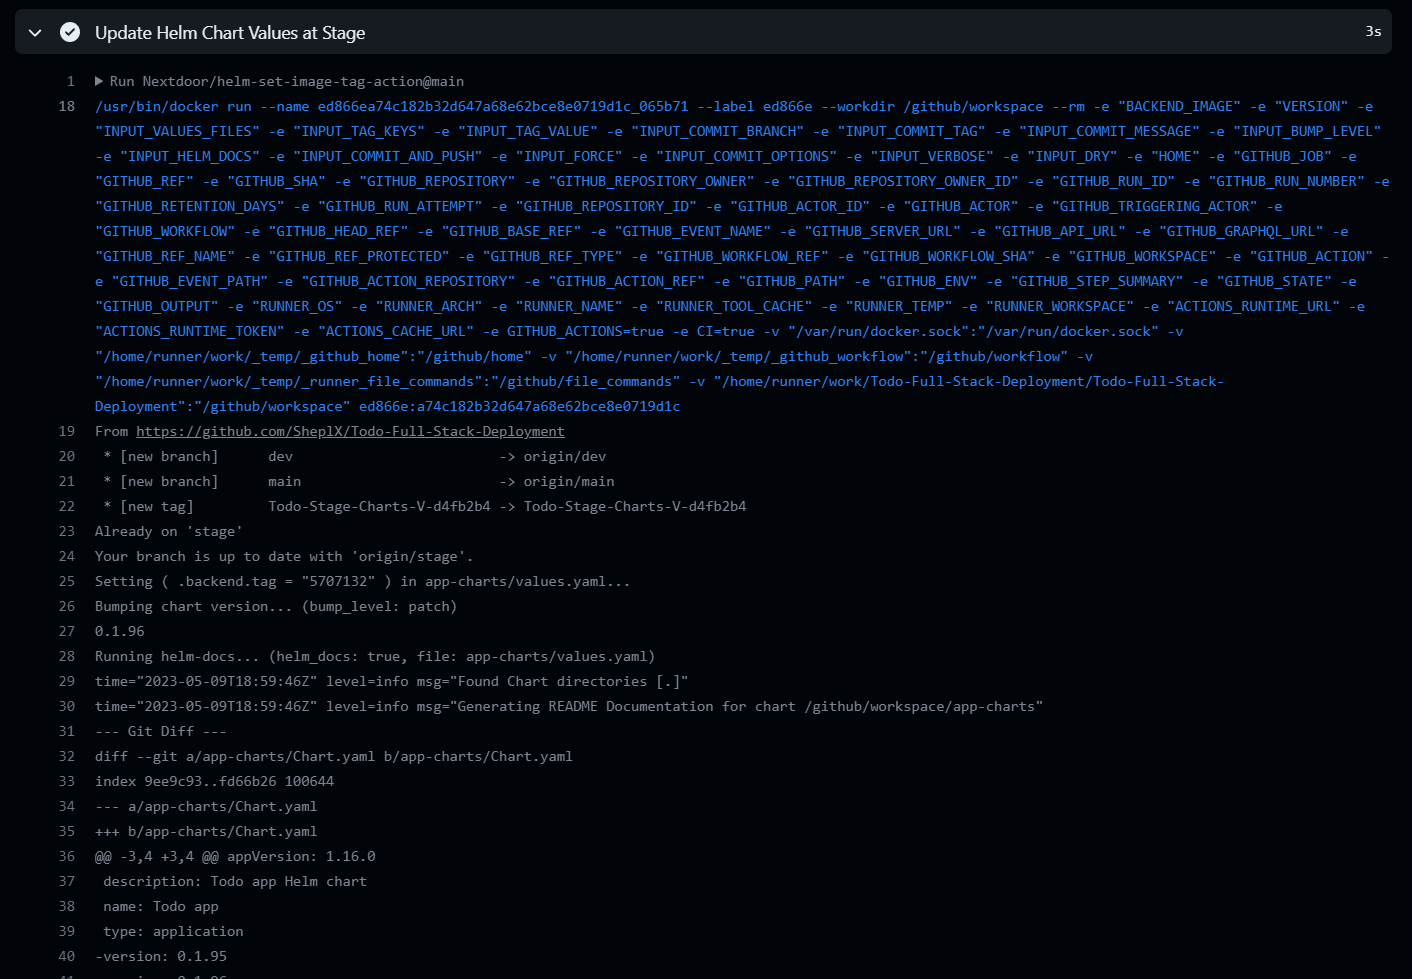 Update Helm Chart Values at Stage
3s
1 Run Nextdoor/helm-set-image-tag-action@main
18 /usr/bin/docker run --name ed866ea74c182b32d647a68e62bce8e0719d1c_065b71 --label ed866e --workdir /github/workspace --rm -e "BACKEND_IMAGE" -e "VERSION" -e
"INPUT_VALUES_FILES" -e "INPUT_TAG_KEYS" -e "INPUT_TAG_VALUE" -e "INPUT_COMMIT_BRANCH" -e "INPUT_COMMIT_TAG" -e "INPUT_COMMIT_MESSAGE" -e "INPUT_BUMP_LEVEL"
-e "INPUT_HELM_DOCS" -e "INPUT_COMMIT_AND_PUSH" -e "INPUT_FORCE" -e "INPUT_COMMIT_OPTIONS" -e "INPUT_VERBOSE" -e "INPUT_DRY" -e "HOME" -e "GITHUB_JOB" -e
"GITHUB_REF" -e "GITHUB_SHA" -e "GITHUB_REPOSITORY" -e "GITHUB_REPOSITORY_OWNER" -e "GITHUB_REPOSITORY_OWNER_ID" -e "GITHUB_RUN_ID" -e "GITHUB_RUN_NUMBER" -e
"GITHUB_RETENTION_DAYS" -e "GITHUB_RUN_ATTEMPT" -e "GITHUB_REPOSITORY_ID" -e "GITHUB_ACTOR_ID" -e "GITHUB_ACTOR" -e "GITHUB_TRIGGERING_ACTOR" -e
"GITHUB_WORKFLOW" -e "GITHUB_HEAD_REF" -e "GITHUB_BASE_REF" -e "GITHUB_EVENT_NAME" -e "GITHUB_SERVER_URL" -e "GITHUB_API_URL" -e "GITHUB_GRAPHQL_URL" -e
"GITHUB_REF_NAME" -e "GITHUB_REF_PROTECTED" -e "GITHUB_REF_TYPE" -e "GITHUB_WORKFLOW_REF" -e "GITHUB_WORKFLOW_SHA" -e "GITHUB_WORKSPACE" -e "GITHUB_ACTION" -
e "GITHUB_EVENT_PATH" -e "GITHUB_ACTION_REPOSITORY" -e "GITHUB_ACTION_REF" -e "GITHUB_PATH" -e "GITHUB_ENV" -e "GITHUB_STEP_SUMMARY" -e "GITHUB_STATE" -e
"GITHUB_OUTPUT" -e "RUNNER_OS" -e "RUNNER_ARCH" -e "RUNNER_NAME" -e "RUNNER_TOOL_CACHE" -e "RUNNER_TEMP" -e "RUNNER_WORKSPACE" -e "ACTIONS_RUNTIME_URL" -e
"ACTIONS_RUNTIME_TOKEN" -e "ACTIONS_CACHE_URL" -e GITHUB_ACTIONS=true -e CI=true -v "/var/run/docker.sock":"/var/run/docker.sock" -v
"/home/runner/work/_temp/_github_home":"/github/home" -v "/home/runner/work/_temp/_github_workflow":"/github/workflow" -v
"/home/runner/work/_temp/_runner_file_commands":"/github/file_commands" -v "/home/runner/work/Todo-Full-Stack-Deployment/Todo-Full-Stack-
Deployment":"/github/workspace" ed866e:a74c182b32d647a68e62bce8e0719d1c
19 From https://github.com/SheplX/Todo-Full-Stack-Deployment
20 * [new branch] dev -> origin/dev
21 * [new branch] main -> origin/main
22 * [new tag] Todo-Stage-Charts-V-d4fb2b4 -> Todo-Stage-Charts-V-d4fb2b4
23 Already on 'stage'
24 Your branch is up to date with 'origin/stage'.
25 Setting ( .backend.tag = "5707132" ) in app-charts/values.yaml...
26 Bumping chart version... (bump_level: patch)
27 0.1.96
28 Running helm-docs... (helm_docs: true, file: app-charts/values.yaml)
29 time="2023-05-09T18:59:46Z" level=info msg="Found Chart directories [.]"
30 time="2023-05-09T18:59:46Z" level=info msg="Generating README Documentation for chart /github/workspace/app-charts"
31 --- Git Diff ---
32 diff --git a/app-charts/Chart.yaml b/app-charts/Chart.yaml
33 index 9ee9c93..fd66b26 100644
34 --- a/app-charts/Chart.yaml
35 +++ b/app-charts/Chart.yaml
36 @@ -3,4 +3,4 @@ appVersion: 1.16.0
37 description: Todo app Helm chart
38 name: Todo app
39 type: application
40 -version: 0.1.95